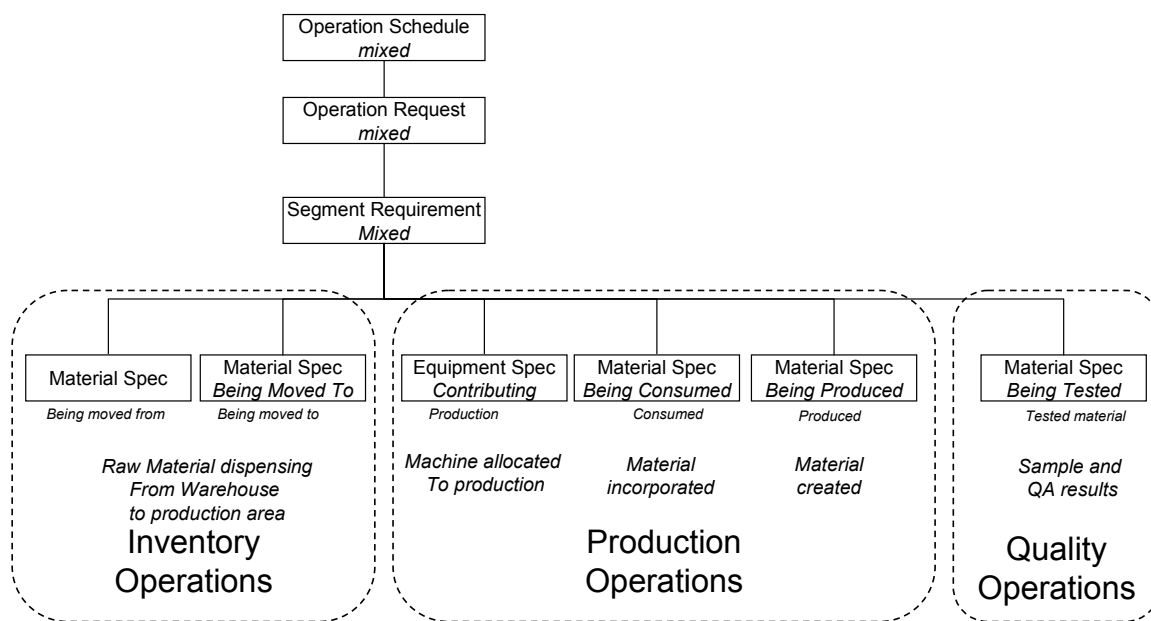 Operation Schedule
mixed
Operation Request
mixed
Segment Requirement
Mixed
Material Spec
Being moved from
Material Spec
Being Moved To
Being moved to
Raw Material dispensing
From Warehouse
to production area
Inventory
Operations
Equipment Spec
Contributing
Production
Machine allocated
To production
Material Spec
Being Consumed
Consumed
Material
incorporated
Material Spec
Being Produced
Produced
Material
created
Production
Operations
Material Spec
Being Tested
Tested material
Sample and
QA results
Quality
Operations